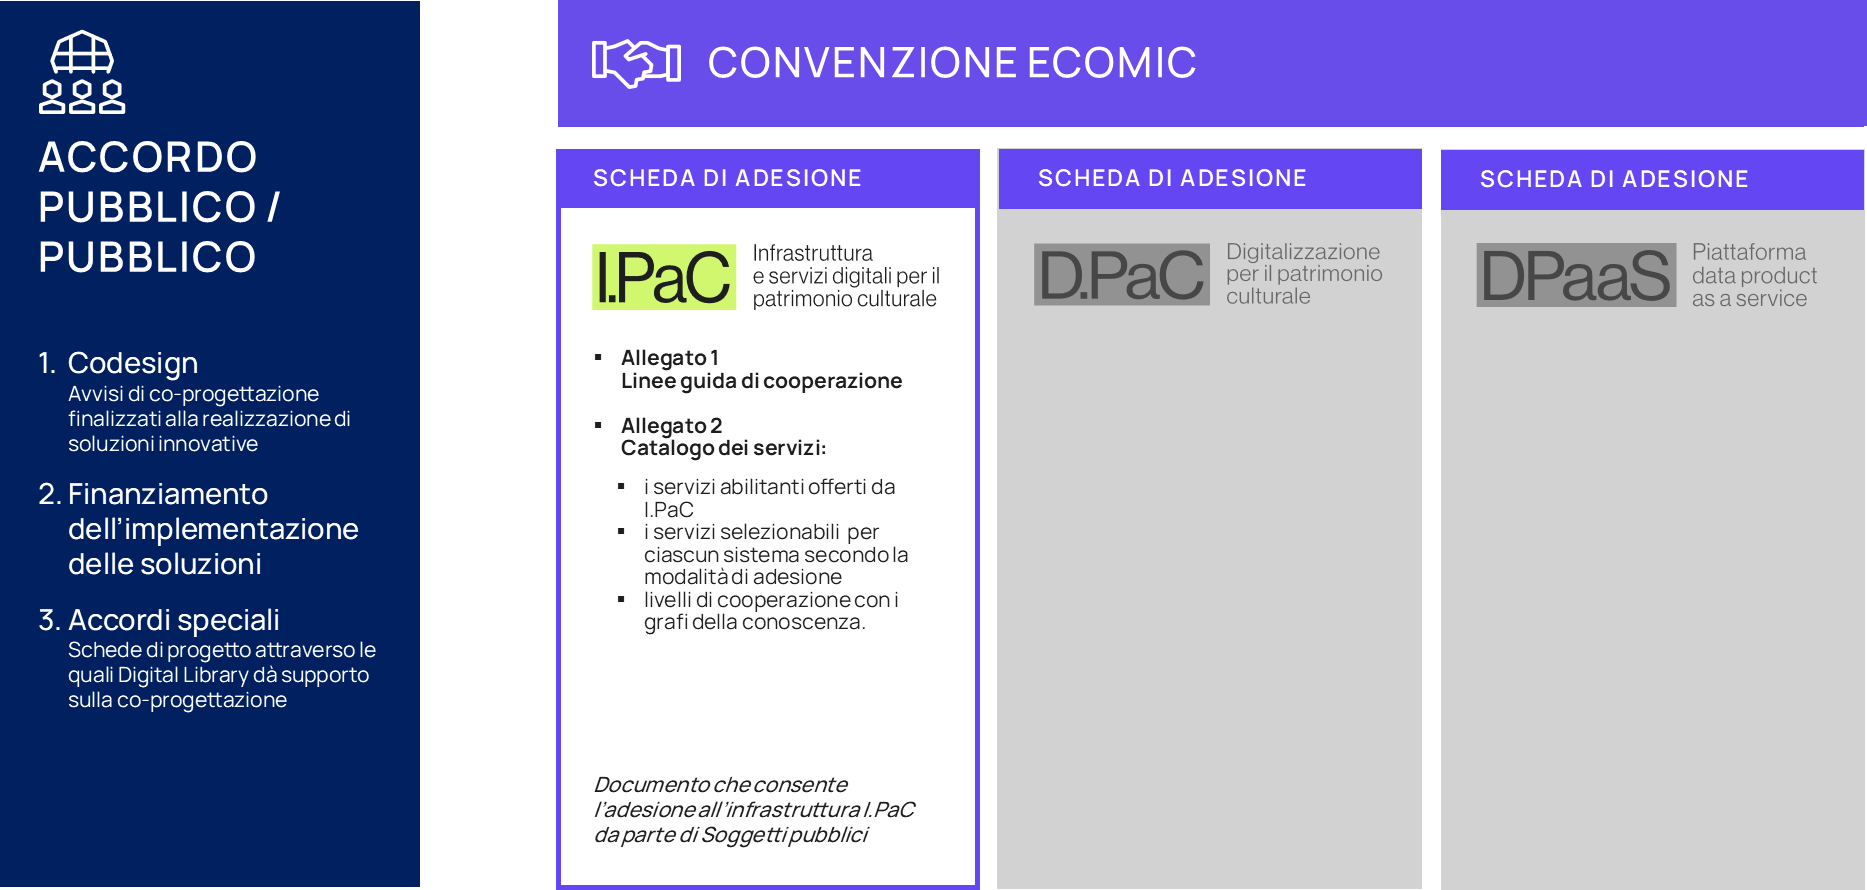 ACCORDO
PUBBLICO /
PUBBLICO
1. Codesign
Avvisi di co-progettazione
finalizzati alla realizzazione di
soluzioni innovative
2. Finanziamento
dell’implementazione
delle soluzioni
3. Accordi speciali
Schede di progetto attraverso le
quali Digital Library dà supporto
sulla co-progettazione
CONVENZIONE ECOMIC
SCHEDA DI ADESIONE
I.PaC
Infrastruttura
e servizi digitali per il
patrimonio culturale
▪ Allegato 1
Linee guida di cooperazione
▪ Allegato 2
Catalogo dei servizi:
▪ i servizi abilitanti offerti da
I.PaC
▪ i servizi selezionabili per
ciascun sistema secondo la
modalità di adesione
▪ livelli di cooperazione con i
grafi della conoscenza.
Documento che consente
l’adesione all’infrastruttura I.PaC
da parte di Soggetti pubblici
SCHEDA DI ADESIONE
D.PaC
Digitalizzazione
per il patrimonio
culturale
SCHEDA DI ADESIONE
DPaaS
Piattaforma
data product
as a service